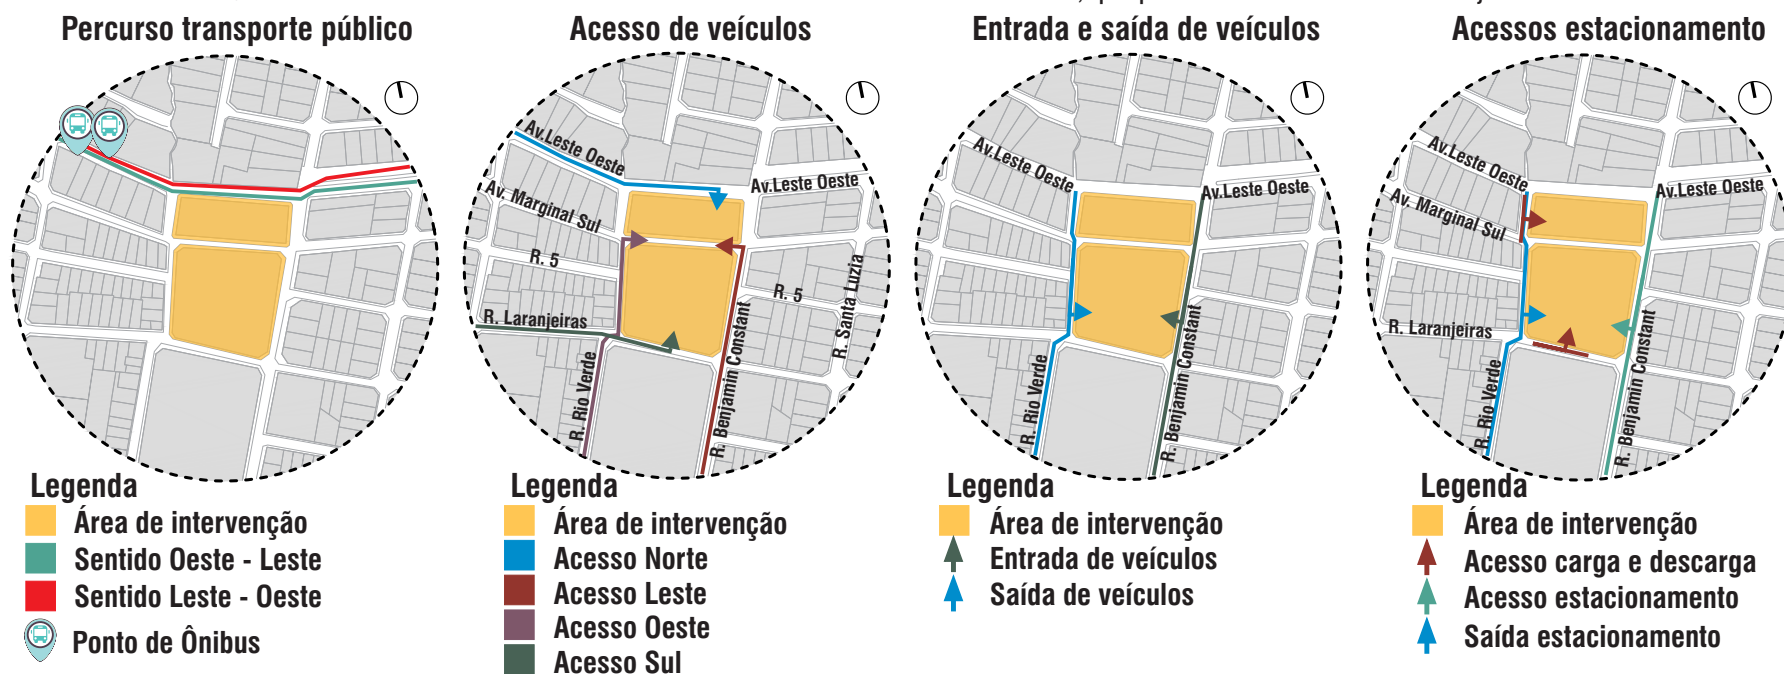 Percurso transporte público
Legenda
Área de intervenção
Sentido Oeste - Leste
Sentido Leste - Oeste
Ponto de Ônibus
Acesso de veículos
Av.Leste Oeste
Av.Leste Oeste
Av. Marginal Sul
R. 5
R. 5
R. Santa Luzia
R. Laranjeiras
R. Rio Verde
R. Benjamin Constant
Legenda
Área de intervenção
Acesso Norte
Acesso Leste
Acesso Oeste
Acesso Sul
Entrada e saída de veículos
Av.Leste Oeste
Av.Leste Oeste
R. Rio Verde
R. Benjamin Constant
Legenda
Área de intervenção
Entrada de veículos
Saída de veículos
Acessos estacionamento
Av.Leste Oeste
Av.Leste Oeste
Av. Marginal Sul
R. Laranjeiras
R. Rio Verde
R. Benjamin Constant
Legenda
Área de intervenção
Acesso carga e descarga
Acesso estacionamento
Saída estacionamento